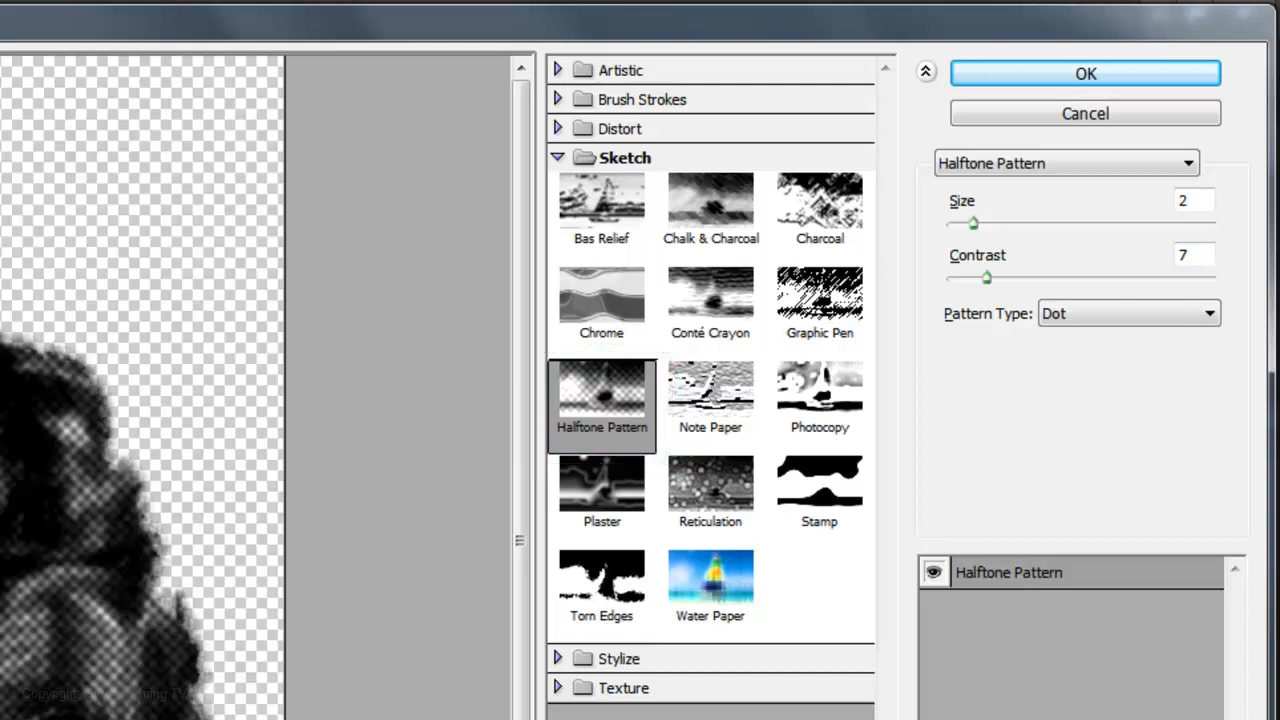 Artistic
OK
Brush Strokes
Cancel
Distort
Sketch
Halftone Pattern
Size 2
Bas Relief Chalk & Charcoal Charcoal
Contrast 7
Pattern Type: Dot
Chrome Conté Crayon Graphic Pen
Halftone Pattern Note Paper Photocopy
Plaster Reticulation Stamp
Halftone Pattern
Torn Edges Water Paper
Stylize
Texture
Copyright TV